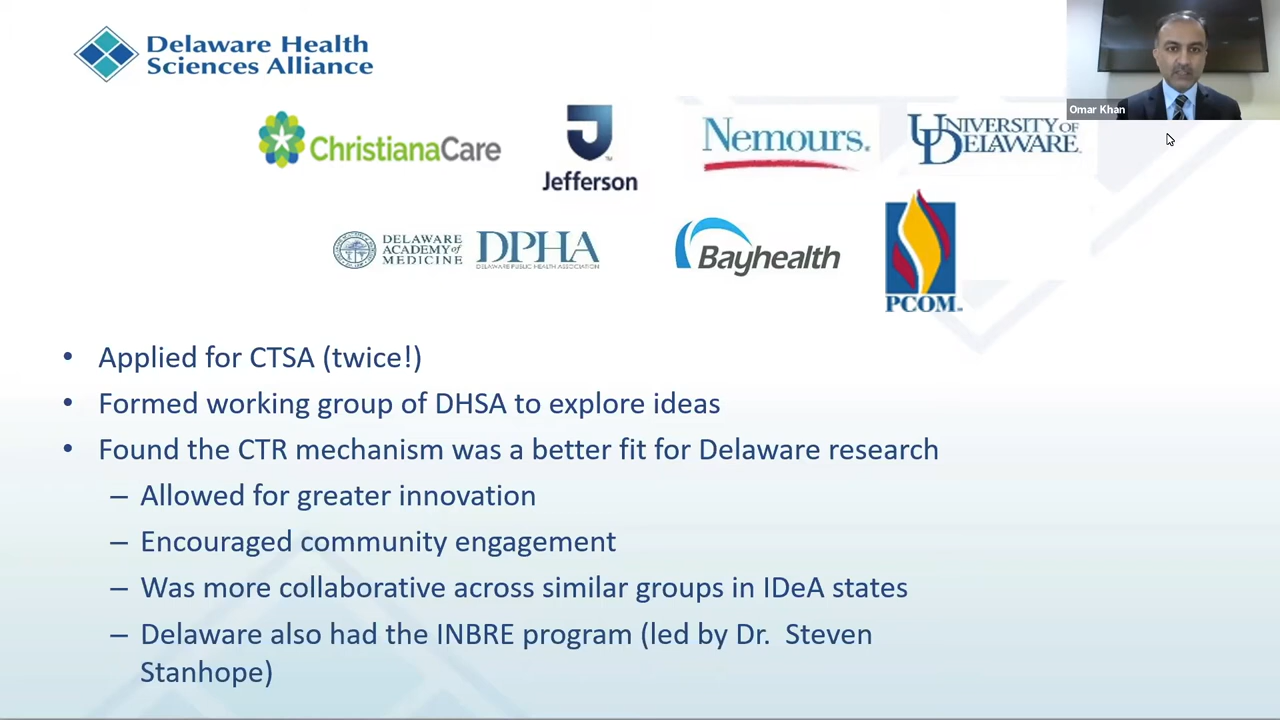 Delaware Health
Sciences Alliance
Omar Khan
ChristianaCare
Jefferson
Nemours.
UNIVERSITY OF
DELAWARE
DELAWARE
ACADEMY of
MEDICINE
DPHA
DELAWARE PUBLIC HEALTH ASSOCIATION
Bayhealth
PCOM
• Applied for CTSA (twice!)
• Formed working group of DHSA to explore ideas
• Found the CTR mechanism was a better fit for Delaware research
– Allowed for greater innovation
– Encouraged community engagement
– Was more collaborative across similar groups in IDeA states
– Delaware also had the INBRE program (led by Dr.  Steven
Stanhope)